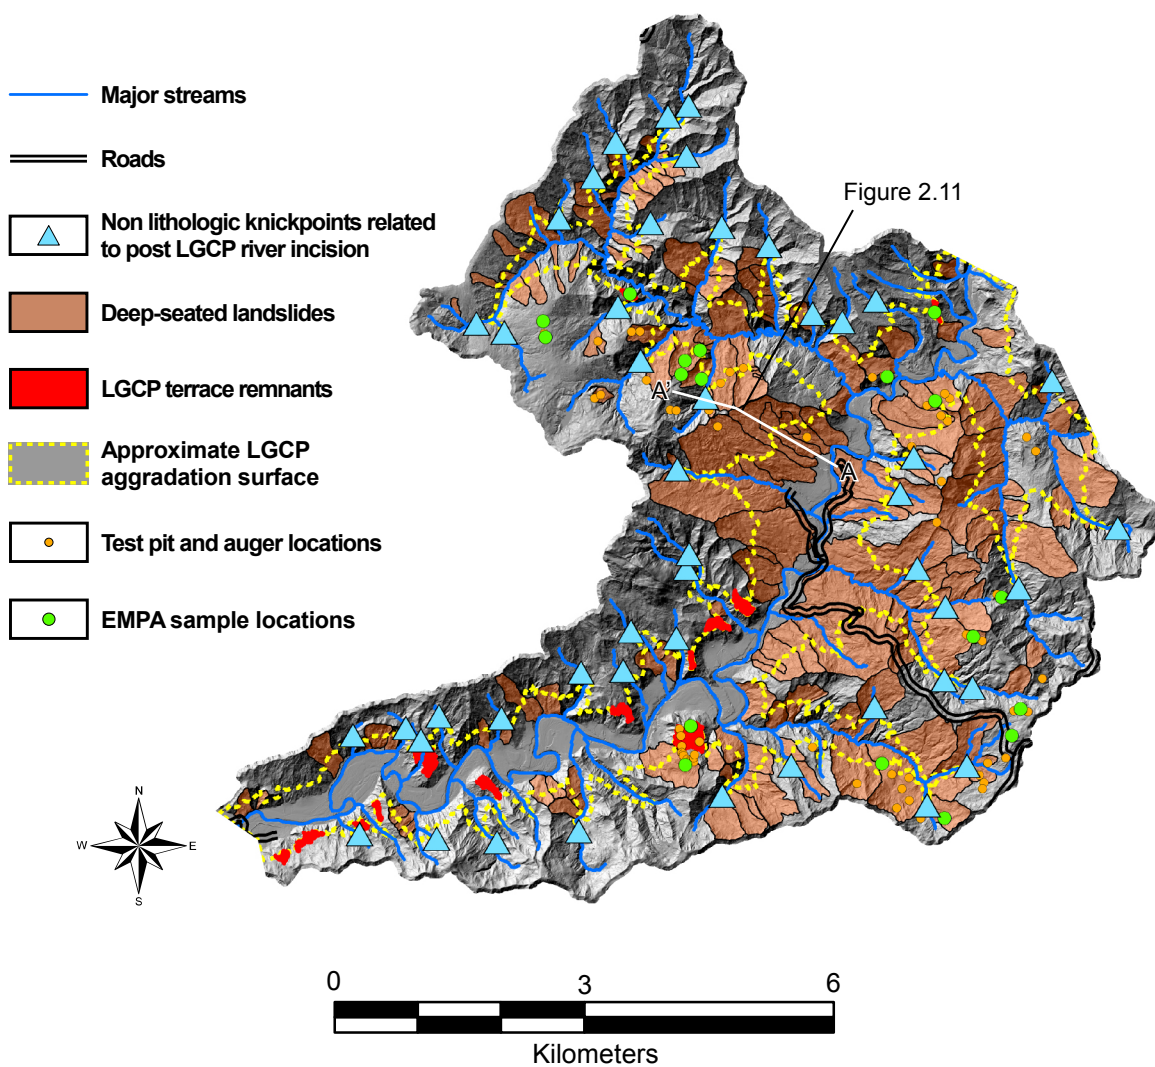 Major streams
Roads
Non lithologic knickpoints related
to post LGCP river incision
Deep-seated landslides
LGCP terrace remnants
Approximate LGCP
aggradation surface
Test pit and auger locations
EMPA sample locations
Figure 2.11
A'
A
N
W
E
S
0
3
6
Kilometers